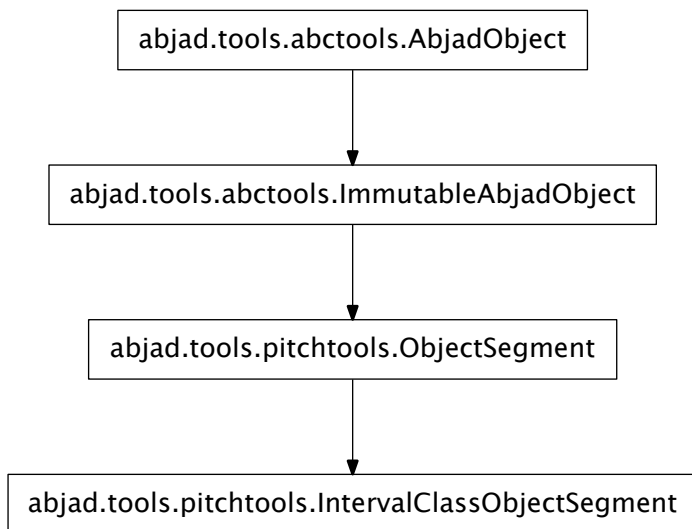 abjad.tools.abctools.AbjadObject
abjad.tools.abctools.ImmutableAbjadObject
abjad.tools.pitchtools.ObjectSegment
abjad.tools.pitchtools.IntervalClassObjectSegment